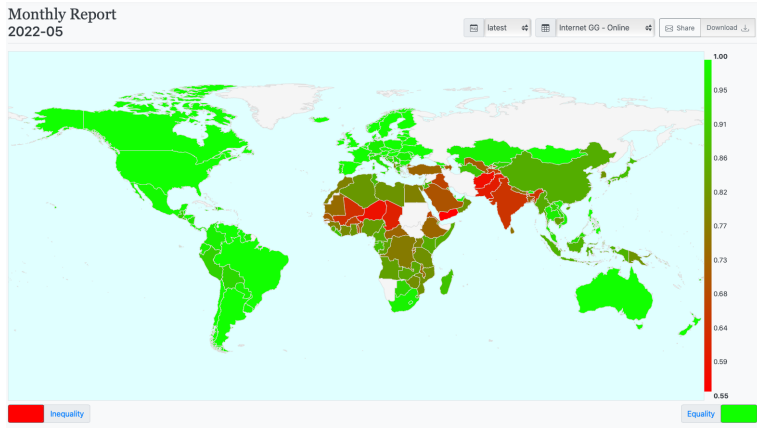 Monthly Report
2022-05
latest
Internet GG - Online
Share
Download
1.00
0.95
0.91
0.86
0.82
0.77
0.73
0.68
0.64
0.59
0.55
Inequality
Equality